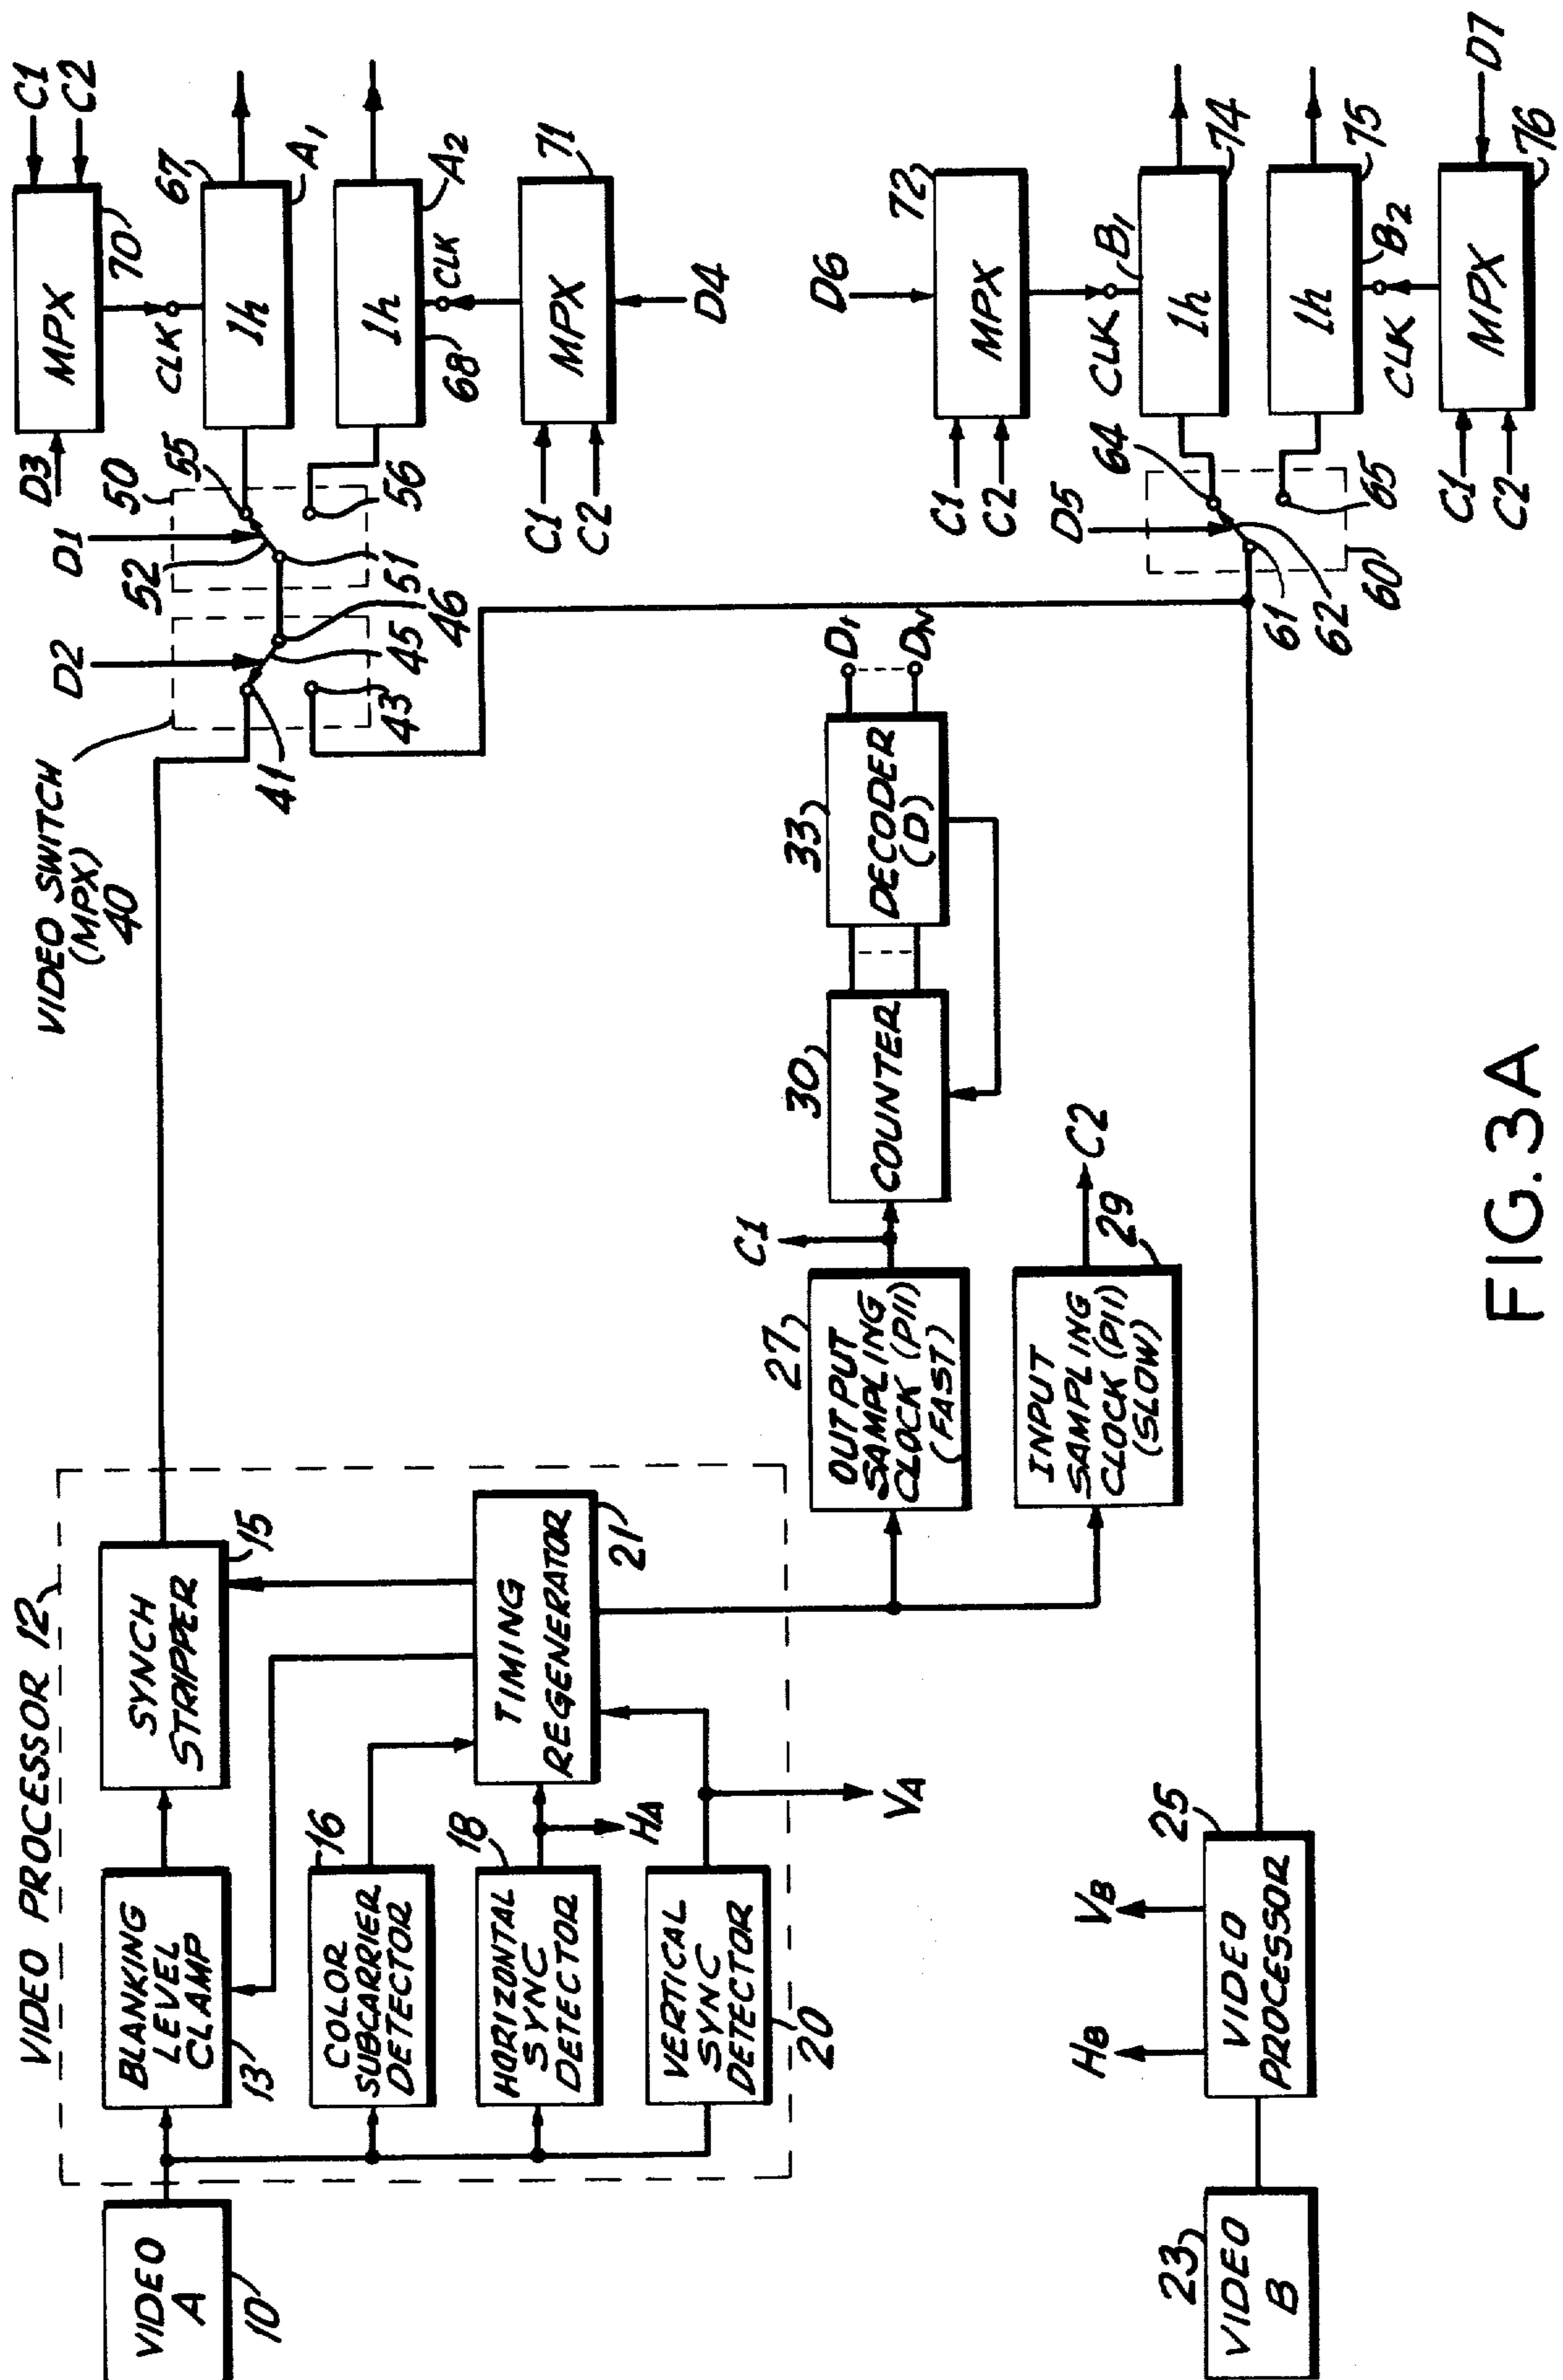 VIDEO
A
10
VIDEO PROCESSOR 12
BLANKING
LEVEL
CLAMP
13
SYNCH
STRIPPER
15
COLOR
SUBCARRIER
DETECTOR
16
HORIZONTAL
SYNC
DETECTOR
18
HA
VERTICAL
SYNC
DETECTOR
20
VA
TIMING
REGENERATOR
21
VIDEO
B
23
VIDEO
PROCESSOR
25
HB
VB
OUTPUT
SAMPLING
CLOCK (Pll)
(FAST)
27
C1
INPUT
SAMPLING
CLOCK (Pll)
(SLOW)
29
C2
COUNTER
30
DECODER
(D)
33
D1
DN
VIDEO SWITCH
(MPX)
40
D2
41
43
45
46
D1
50
52
51
55
56
D3
MPX
70
C1
C2
CLK
1h
67
A1
1h
68
A2
CLK
MPX
71
C1
C2
D4
D6
MPX
72
C1
C2
CLK
B1
1h
74
D5
64
61
62
60
65
1h
75
B2
CLK
MPX
76
C1
C2
D7
FIG. 3A